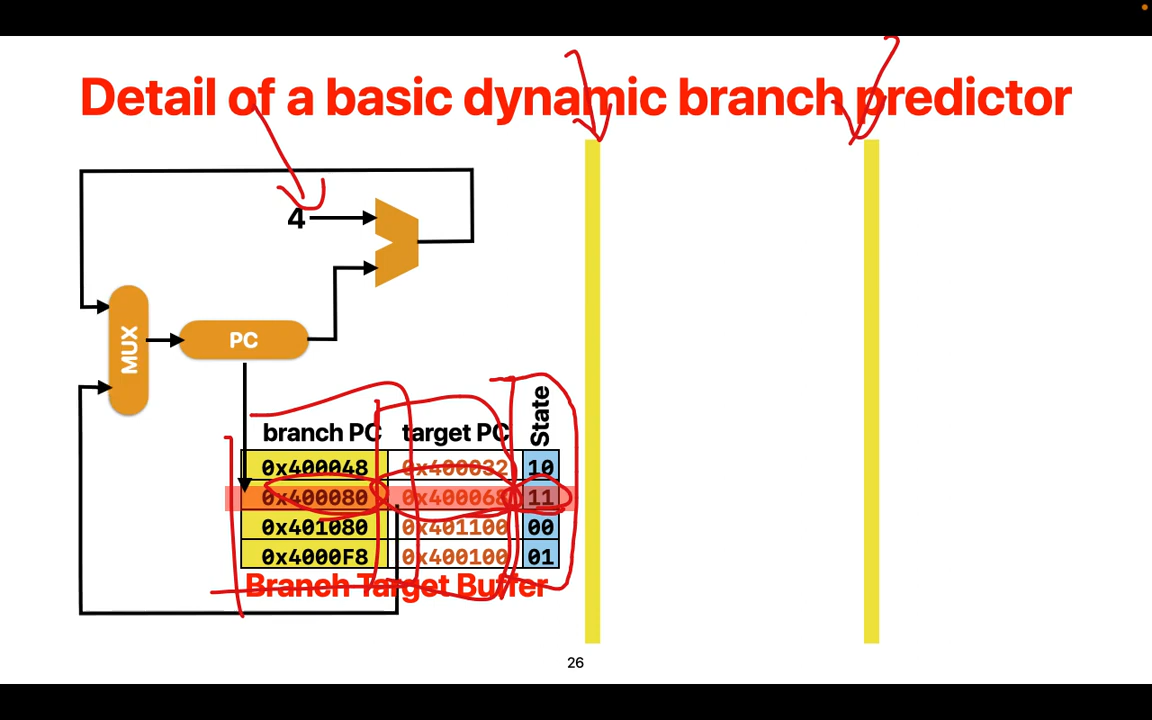 Detail of a basic dynamic branch predictor
4
MUX
PC
branch PC target PC State
0x400048 0x400032 10
0x400080 0x400068 11
0x401080 0x401100 00
0x4000F8 0x400100 01
Branch Target Buffer
26